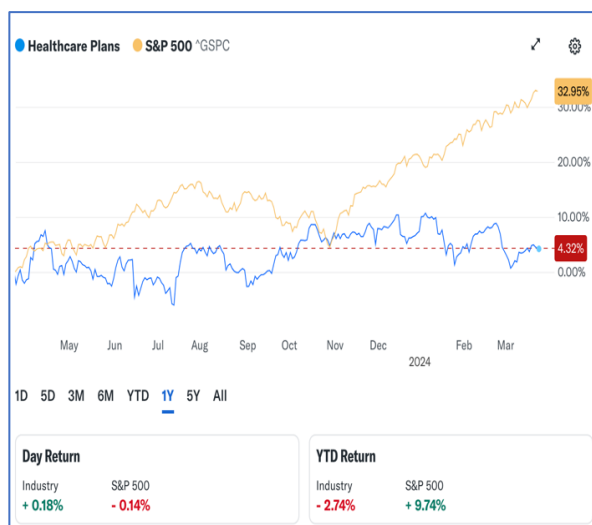 Healthcare Plans S&P 500 ^GSPC
32.95%
30.00%
20.00%
10.00%
4.32%
0.00%
May Jun Jul Aug Sep Oct Nov Dec Feb Mar
2024
1D 5D 3M 6M YTD 1Y 5Y All
Day Return
Industry S&P 500
+ 0.18% - 0.14%
YTD Return
Industry S&P 500
- 2.74% + 9.74%